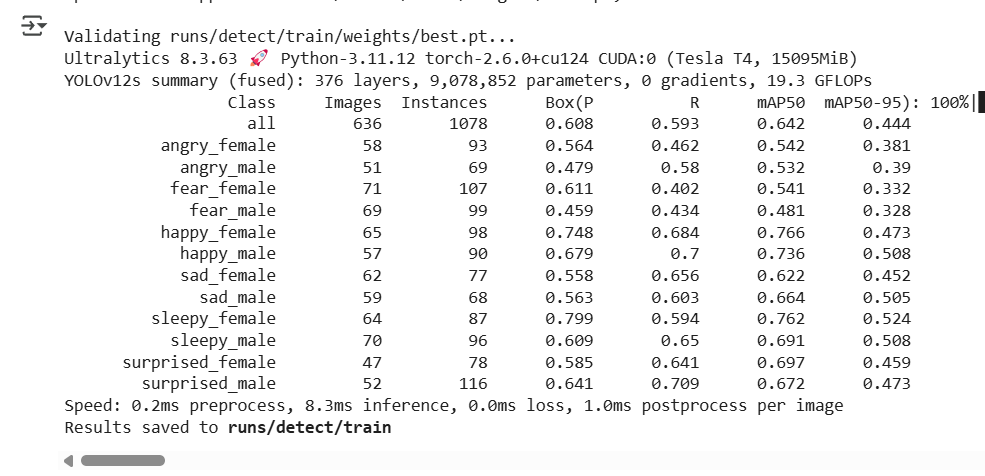 Validating runs/detect/train/weights/best.pt...
Ultralytics 8.3.63 🚀 Python-3.11.12 torch-2.6.0+cu124 CUDA:0 (Tesla T4, 15095MiB)
YOLOv12s summary (fused): 376 layers, 9,078,852 parameters, 0 gradients, 19.3 GFLOPs
Class Images Instances Box(P R mAP50 mAP50-95): 100%|
all 636 1078 0.608 0.593 0.642 0.444
angry_female 58 93 0.564 0.462 0.542 0.381
angry_male 51 69 0.479 0.58 0.532 0.39
fear_female 71 107 0.611 0.402 0.541 0.332
fear_male 69 99 0.459 0.434 0.481 0.328
happy_female 65 98 0.748 0.684 0.766 0.473
happy_male 57 90 0.679 0.7 0.736 0.508
sad_female 62 77 0.558 0.656 0.622 0.452
sad_male 59 68 0.563 0.603 0.664 0.505
sleepy_female 64 87 0.799 0.594 0.762 0.524
sleepy_male 70 96 0.609 0.65 0.691 0.508
surprised_female 47 78 0.585 0.641 0.697 0.459
surprised_male 52 116 0.641 0.709 0.672 0.473
Speed: 0.2ms preprocess, 8.3ms inference, 0.0ms loss, 1.0ms postprocess per image
Results saved to runs/detect/train